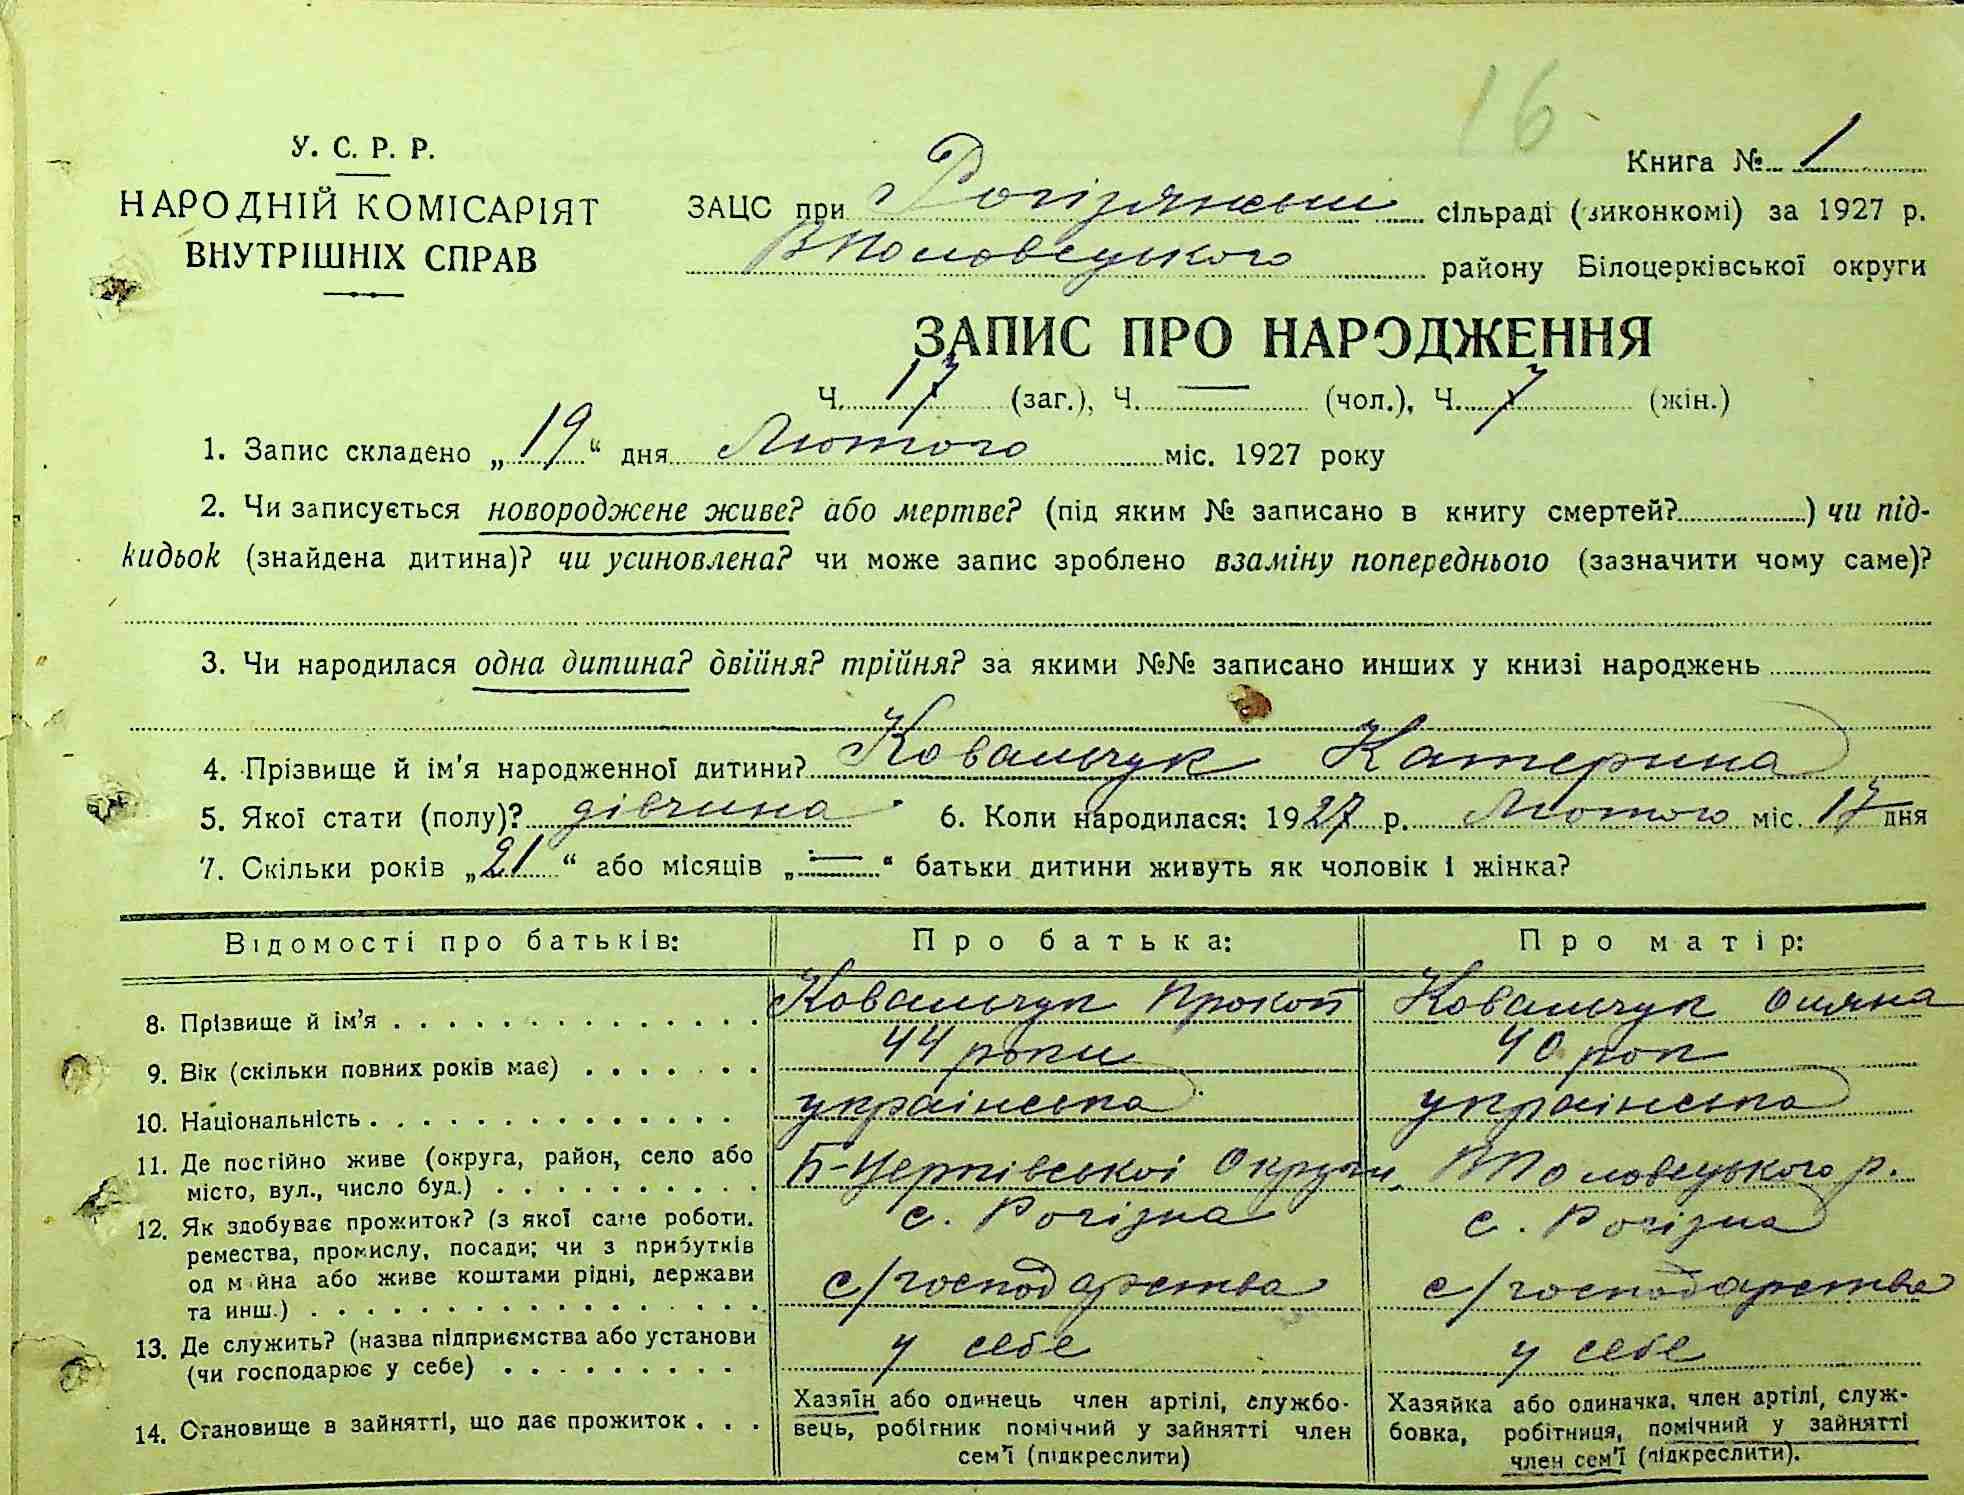 16
У. С. Р. Р.
НАРОДНІЙ КОМІСАРІЯТ
ВНУТРІШНІХ СПРАВ
Книга № 1
ЗАЦС при Рогізнянські сільраді (виконкомі) за 1927 р.
ВПоловецького району Білоцерківської округи
ЗАПИС ПРО НАРОДЖЕННЯ
Ч. 17 (заг.), Ч. — (чол.), Ч. 7 (жін.)
1. Запис складено „19“ дня Лютого міс. 1927 року
2. Чи записується новороджене живе? або мертве? (під яким № записано в книгу смертей?) чи під-
кидьок (знайдена дитина)? чи усиновлена? чи може запис зроблено взаміну попереднього (зазначити чому саме)?
3. Чи народилася одна дитина? двійня? трійня? за якими №№ записано инших у книзі народжень
4. Прізвище й ім'я народженної дитини? Ковальчук Катерина
5. Якої стати (полу)? дівчина 6. Коли народилася: 1927 р. Лютого міс. 17 дня
7. Скільки років „21“ або місяців „—“ батьки дитини живуть як чоловік і жінка?
Відомості про батьків: Про батька: Про матір:
8. Прізвище й ім'я Ковальчук Прокоп Ковальчук Оляна
9. Вік (скільки повних років має) 44 роки 40 рок
10. Національність українська українська
11. Де постійно живе (округа, район, село або
місто, вул., число буд.) Б-Церківської Округи, ВПоловецького р.
с. Рогізна с. Рогізна
12. Як здобуває прожиток? (з якої саме роботи,
ремества, промислу, посади; чи з прибутків
од майна або живе коштами рідні, держави
та инш.) с/господарства с/господарства
13. Де служить? (назва підприємства або установи
(чи господарює у себе) у себе у себе
14. Становище в зайнятті, що дає прожиток
Хазяїн або одинець член артілі, службо-
вець, робітник помічний у зайнятті член
сем'ї (підкреслити)
Хазяйка або одиначка, член артілі, служ-
бовка, робітниця, помічний у зайнятті
член сем'ї (підкреслити).